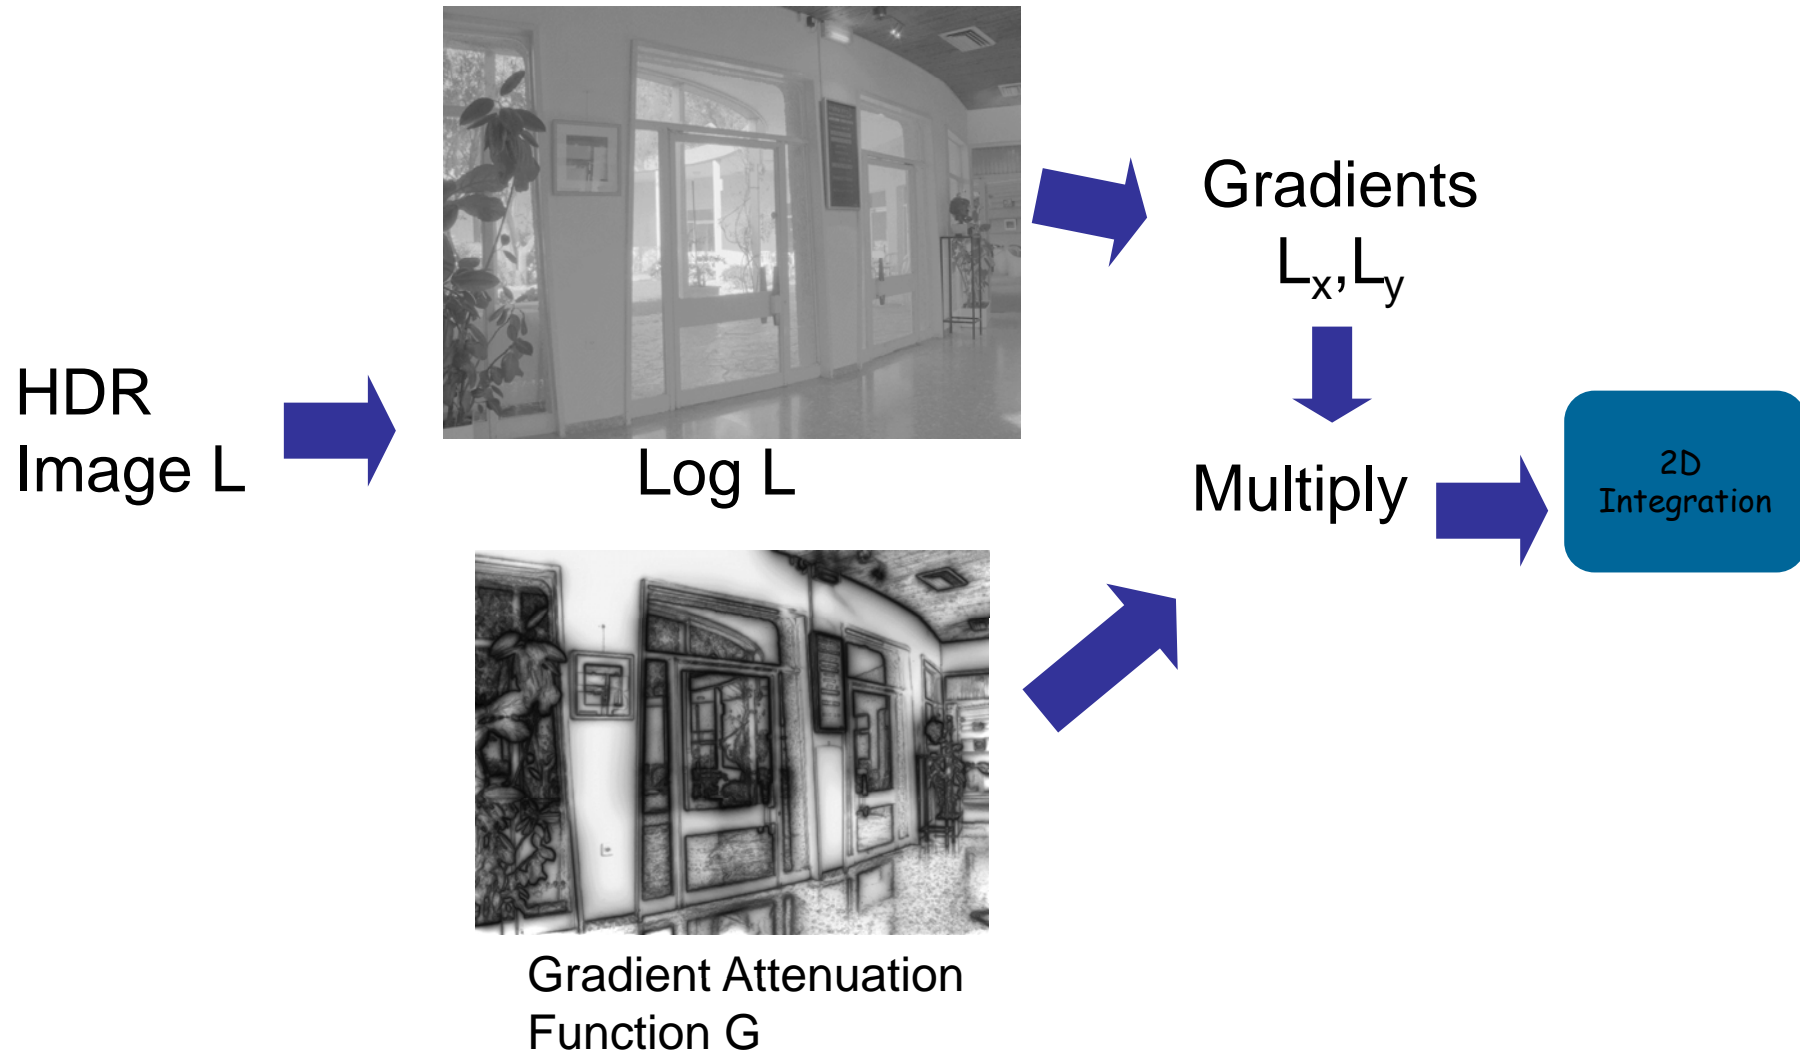 HDR
Image L
Log L
Gradients
Lx,Ly
Multiply
2D
Integration
Gradient Attenuation
Function G